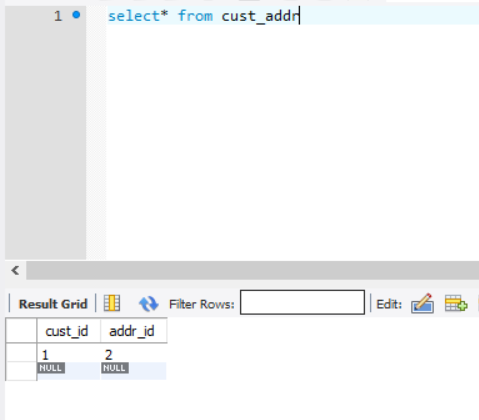 1 select* from cust_addr
Result Grid Filter Rows: Edit:
cust_id addr_id
1 2
NULL NULL